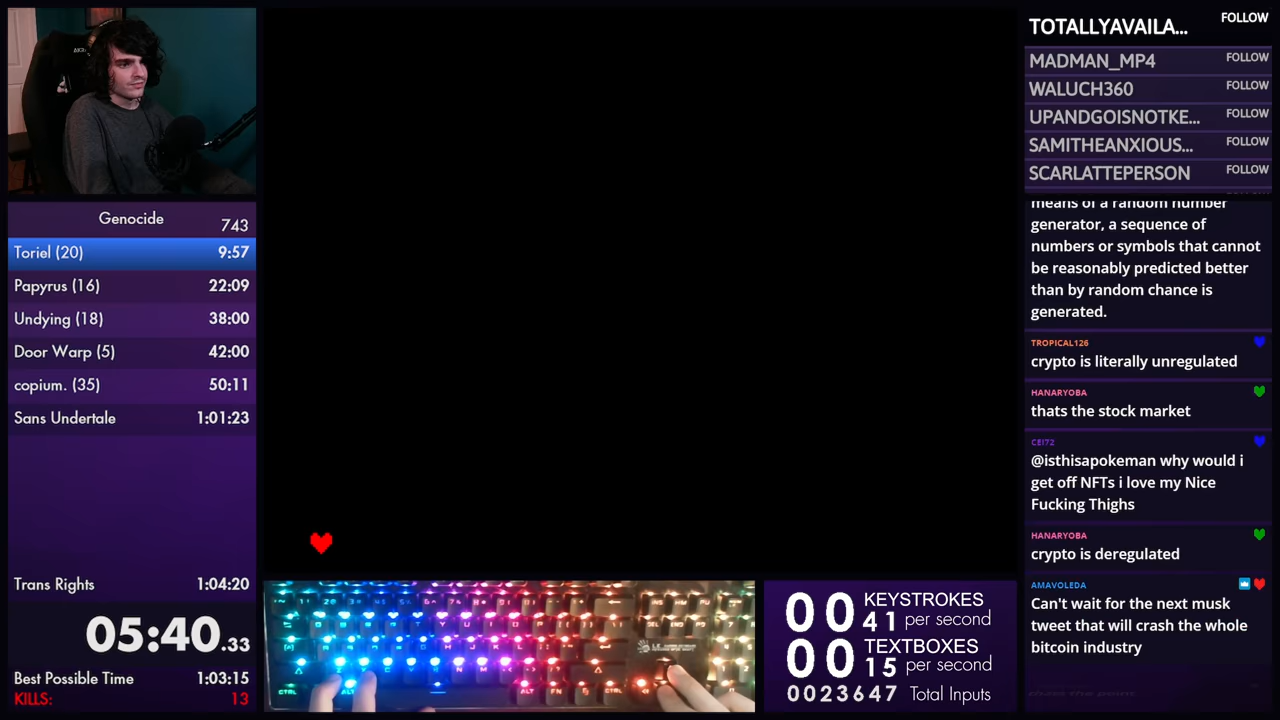 Genocide
743
Toriel (20) 9:57
Papyrus (16) 22:09
Undying (18) 38:00
Door Warp (5) 42:00
copium. (35) 50:11
Sans Undertale 1:01:23
Trans Rights 1:04:20
05:40.33
Best Possible Time 1:03:15
KILLS: 13
00 KEYSTROKES
41 per second
00 TEXTBOXES
15 per second
0023647 Total Inputs
TOTALLYAVAILA... FOLLOW
MADMAN_MP4 FOLLOW
WALUCH360 FOLLOW
UPANDGOISNOTKE... FOLLOW
SAMITHEANXIOUS... FOLLOW
SCARLATTEPERSON FOLLOW
means of a random number
generator, a sequence of
numbers or symbols that cannot
be reasonably predicted better
than by random chance is
generated.
TROPICAL126
crypto is literally unregulated
HANARYOBA
thats the stock market
CEI72
@isthisapokeman why would i
get off NFTs i love my Nice
Fucking Thighs
HANARYOBA
crypto is deregulated
AMAVOLEDA
Can't wait for the next musk
tweet that will crash the whole
bitcoin industry